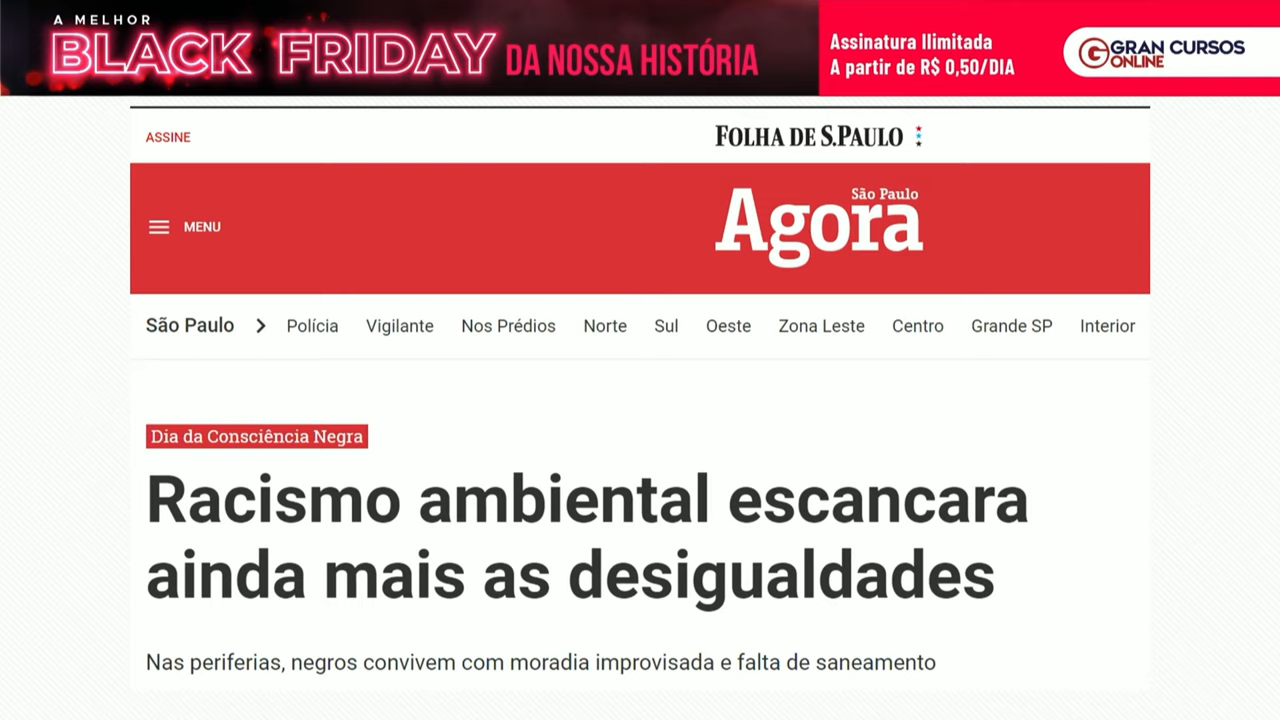 A MELHOR
BLACK FRIDAY DA NOSSA HISTÓRIA
Assinatura Ilimitada
A partir de R$ 0,50/DIA
GRAN CURSOS
ONLINE
ASSINE
FOLHA DE S.PAULO
MENU
São Paulo
Agora
São Paulo Polícia Vigilante Nos Prédios Norte Sul Oeste Zona Leste Centro Grande SP Interior
Dia da Consciência Negra
Racismo ambiental escancara
ainda mais as desigualdades
Nas periferias, negros convivem com moradia improvisada e falta de saneamento